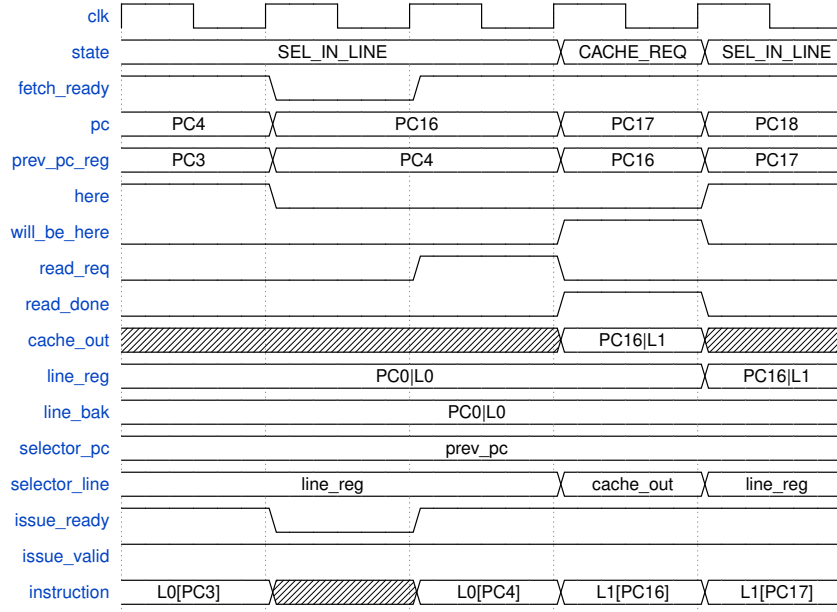 clk
state SEL_IN_LINE CACHE_REQ SEL_IN_LINE
fetch_ready
pc PC4 PC16 PC17 PC18
prev_pc_reg PC3 PC4 PC16 PC17
here
will_be_here
read_req
read_done
cache_out PC16|L1
line_reg PC0|L0 PC16|L1
line_bak PC0|L0
selector_pc prev_pc
selector_line line_reg cache_out line_reg
issue_ready
issue_valid
instruction L0[PC3] L0[PC4] L1[PC16] L1[PC17]